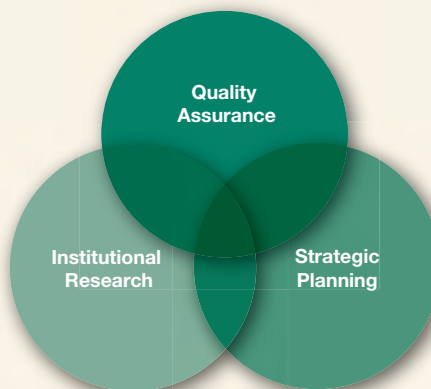 Quality
Assurance
Institutional
Research
Strategic
Planning